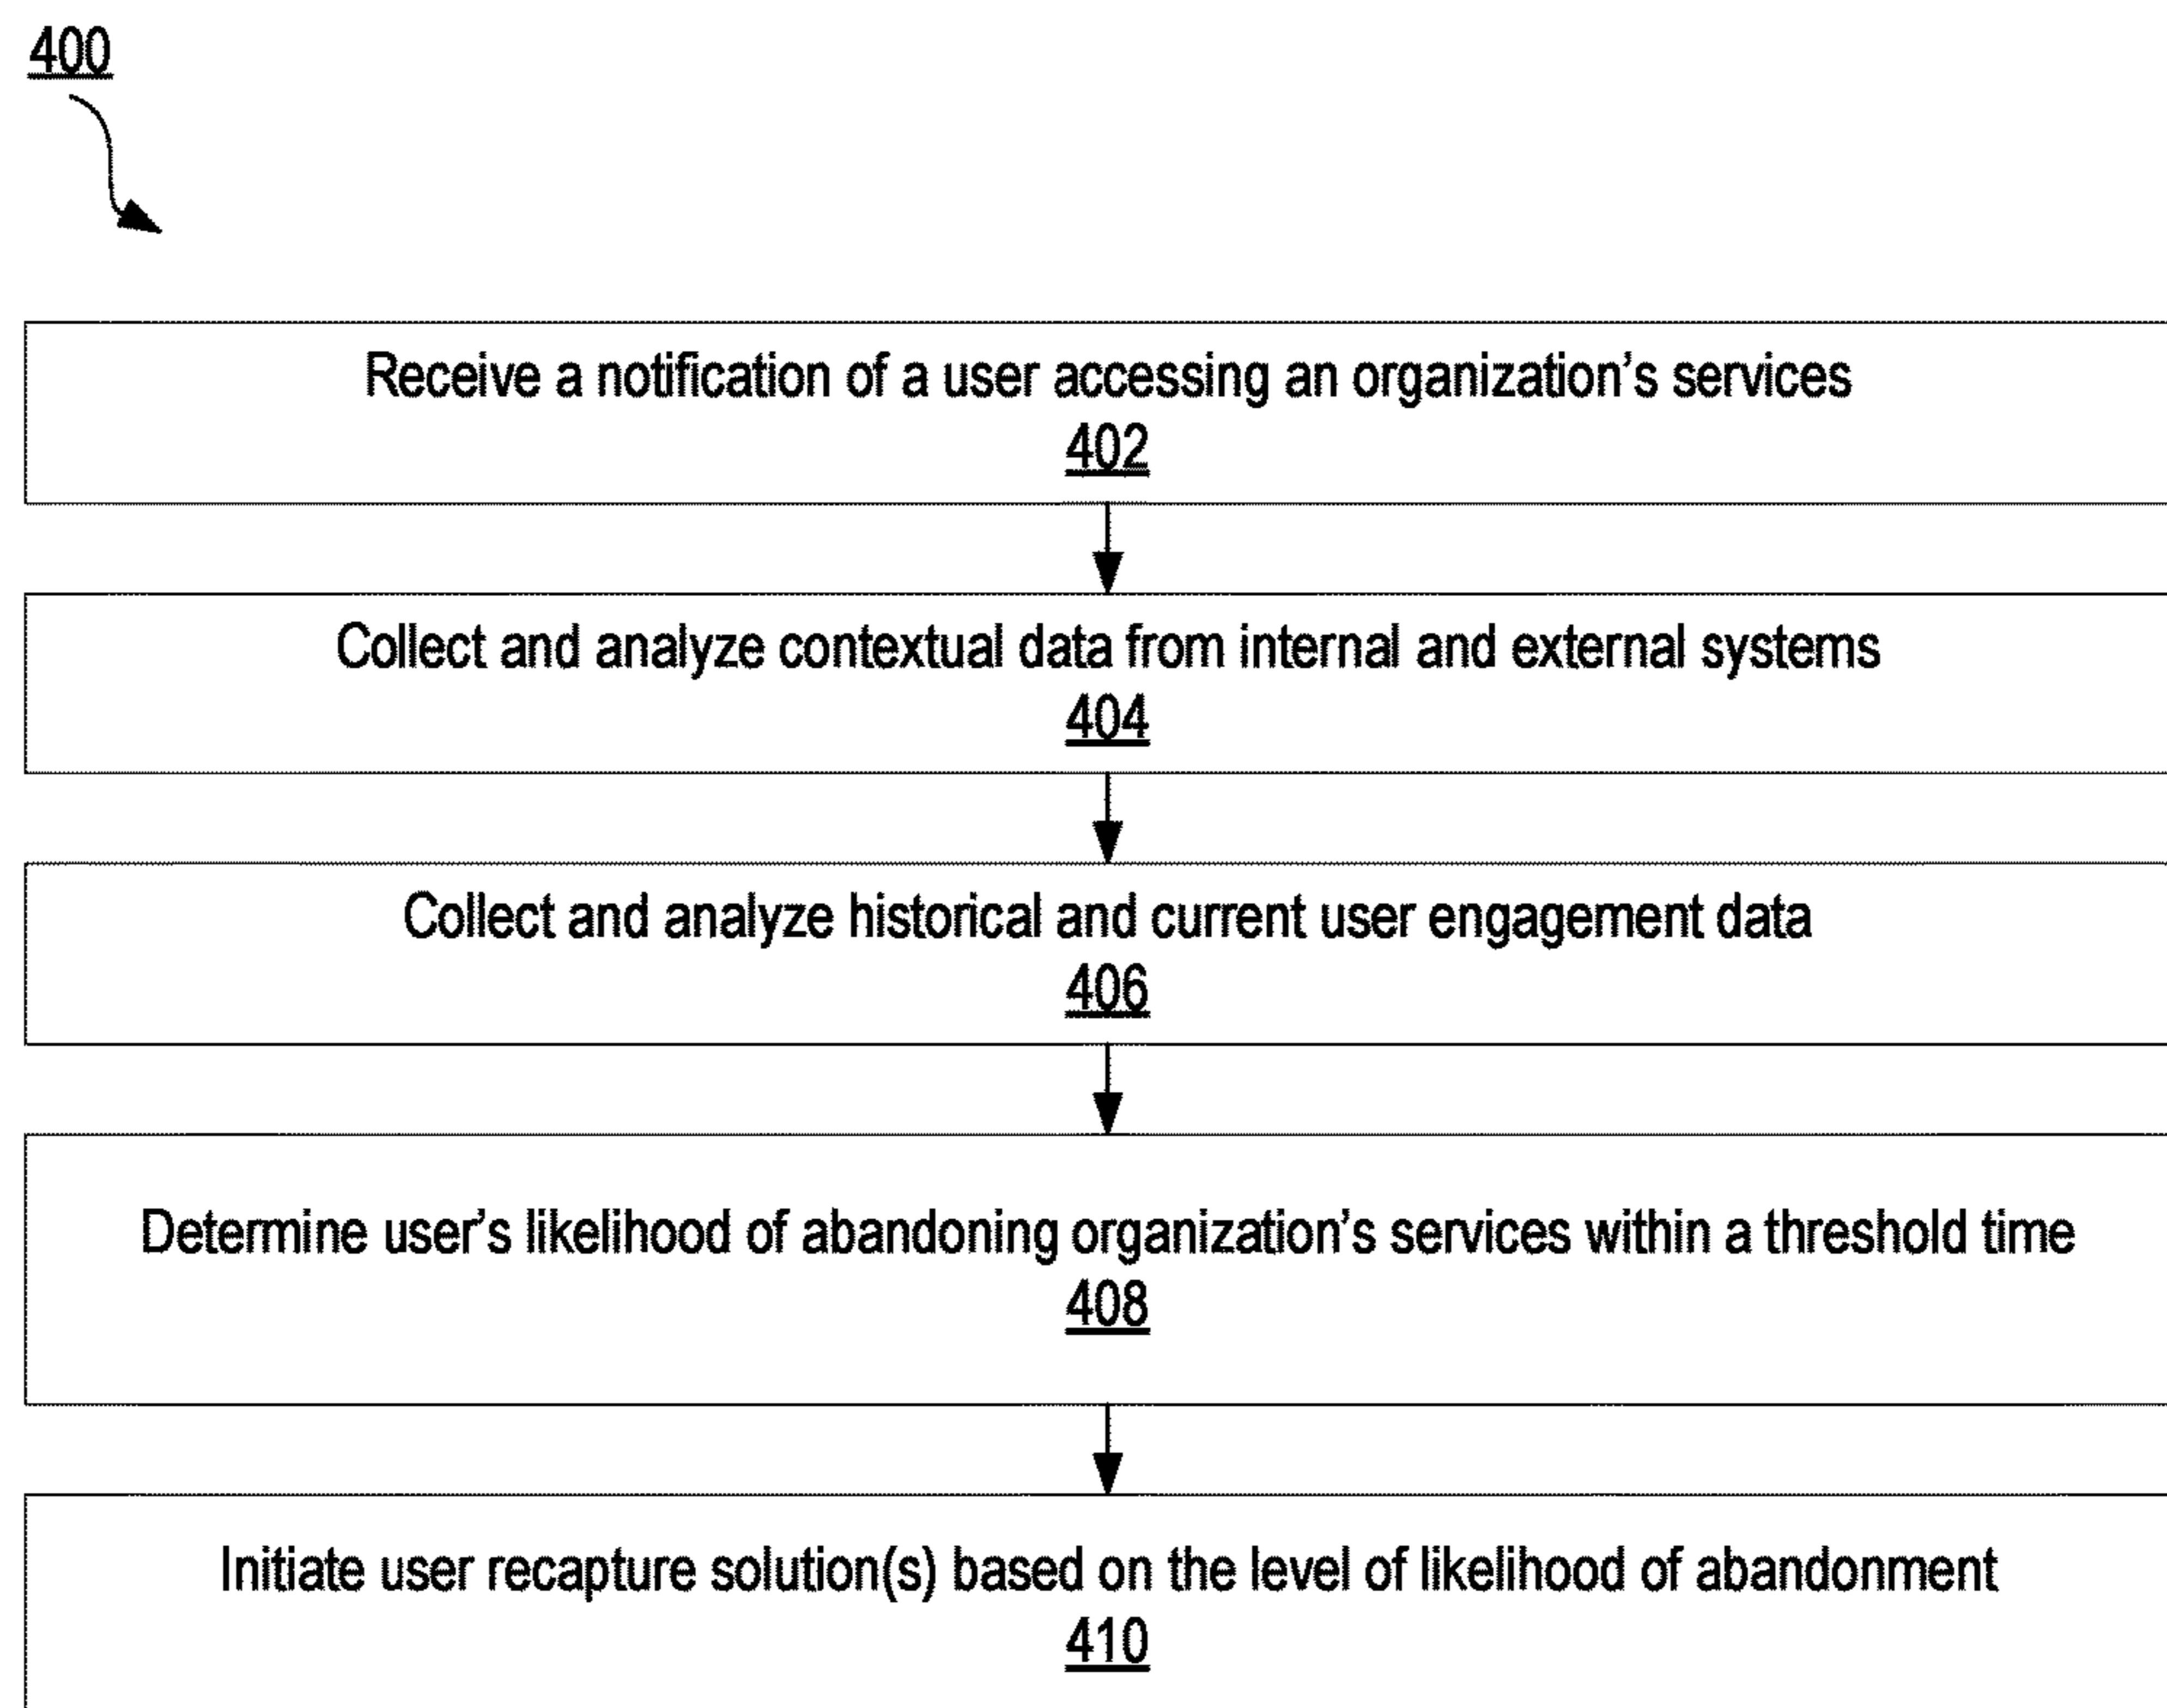 400
Receive a notification of a user accessing an organization’s services
402
Collect and analyze contextual data from internal and external systems
404
Collect and analyze historical and current user engagement data
406
Determine user’s likelihood of abandoning organization’s services within a threshold time
408
Initiate user recapture solution(s) based on the level of likelihood of abandonment
410